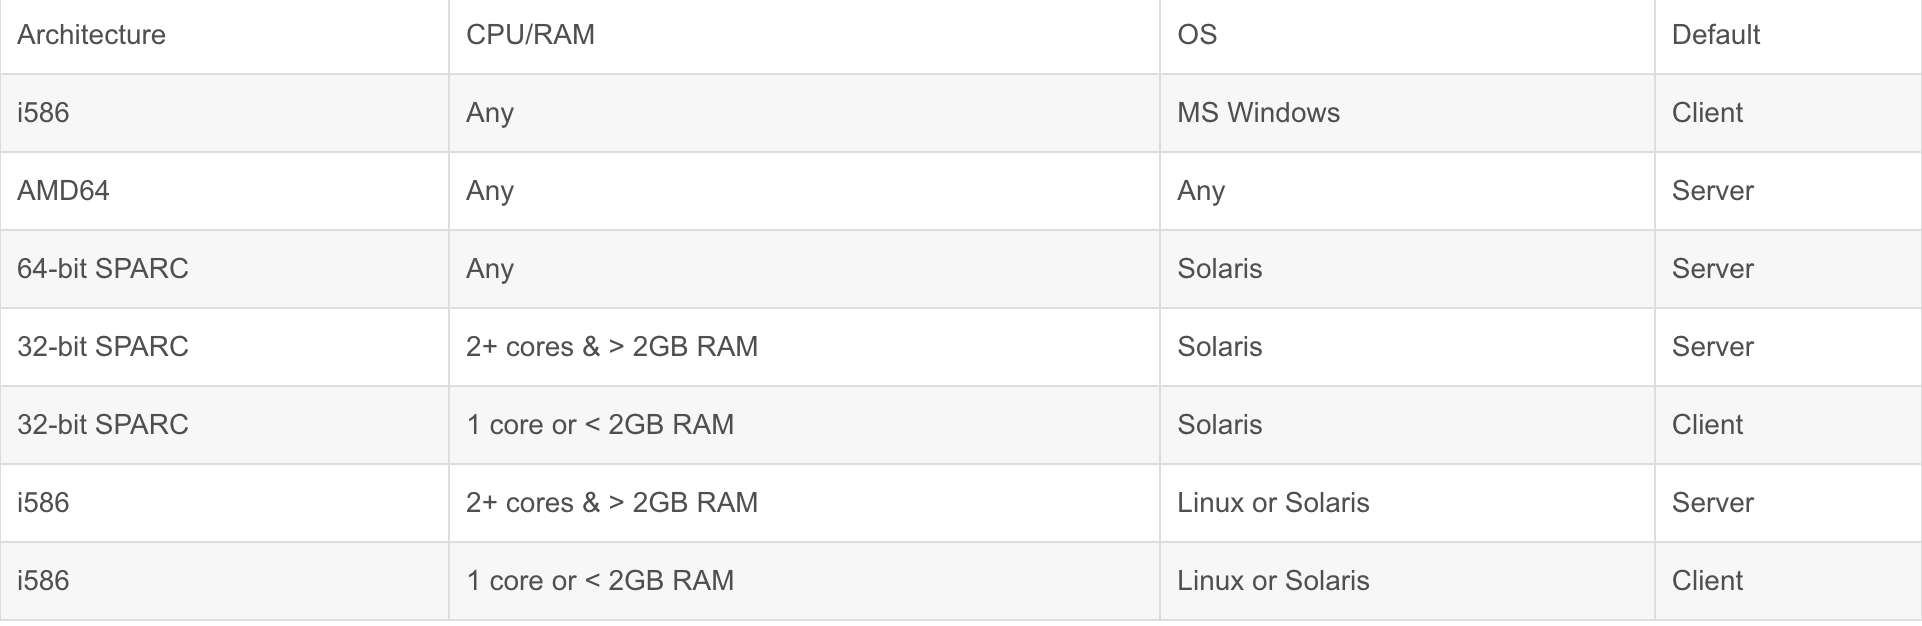 Architecture CPU/RAM OS Default
i586 Any MS Windows Client
AMD64 Any Any Server
64-bit SPARC Any Solaris Server
32-bit SPARC 2+ cores & > 2GB RAM Solaris Server
32-bit SPARC 1 core or < 2GB RAM Solaris Client
i586 2+ cores & > 2GB RAM Linux or Solaris Server
i586 1 core or < 2GB RAM Linux or Solaris Client